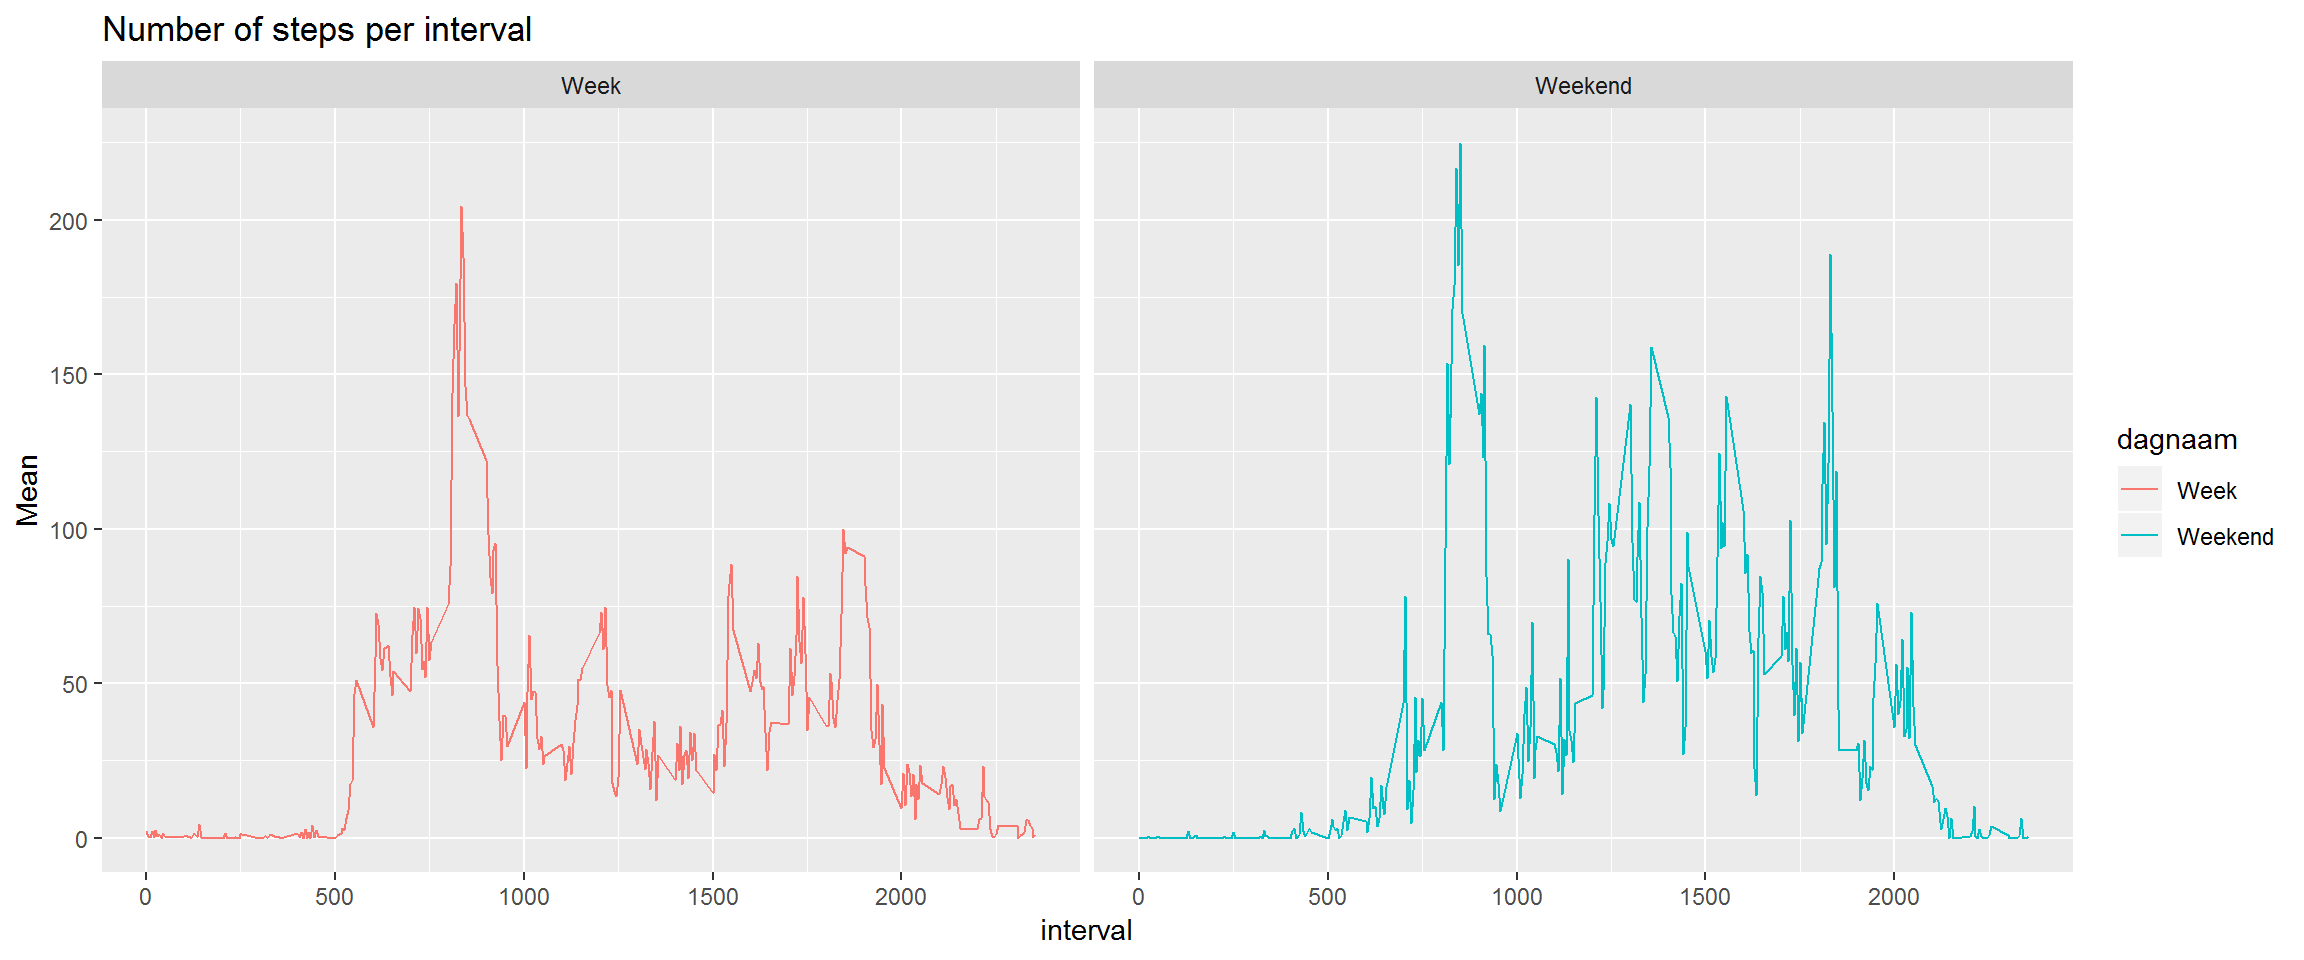 Number of steps per interval
Week
Weekend
Mean
200
150
100
50
0
0 500 1000 1500 2000
0 500 1000 1500 2000
interval
dagnaam
Week
Weekend